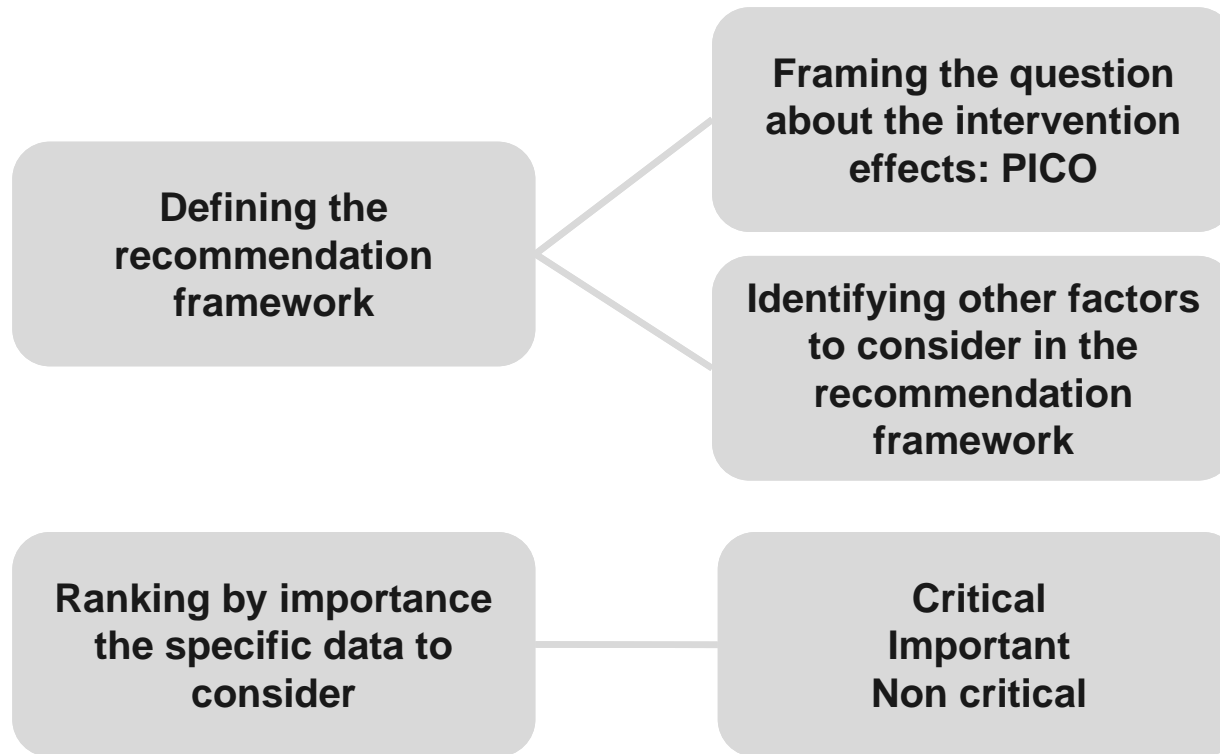 Defining the
recommendation
framework
Framing the question
about the intervention
effects: PICO
Identifying other factors
to consider in the
recommendation
framework
Ranking by importance
the specific data to
consider
Critical
Important
Non critical